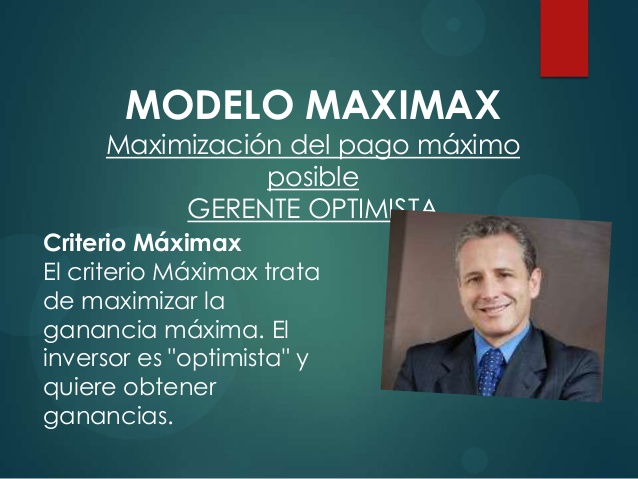 MODELO MAXIMAX
Maximización del pago máximo
posible
GERENTE OPTIMISTA
Criterio Máximax
El criterio Máximax trata
de maximizar la
ganancia máxima. El
inversor es "optimista" y
quiere obtener
ganancias.